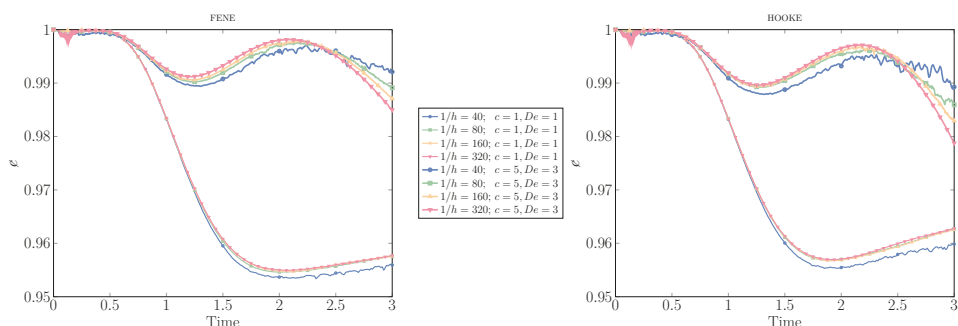 FENE
1
0.99
0.98
0.97
0.96
0.95
0 0.5 1 1.5 2 2.5 3
Time
1/h = 40; c = 1, De = 1
1/h = 80; c = 1, De = 1
1/h = 160; c = 1, De = 1
1/h = 320; c = 1, De = 1
1/h = 40; c = 5, De = 3
1/h = 80; c = 5, De = 3
1/h = 160; c = 5, De = 3
1/h = 320; c = 5, De = 3
HOOKE
1
0.99
0.98
0.97
0.96
0.95
0 0.5 1 1.5 2 2.5 3
Time